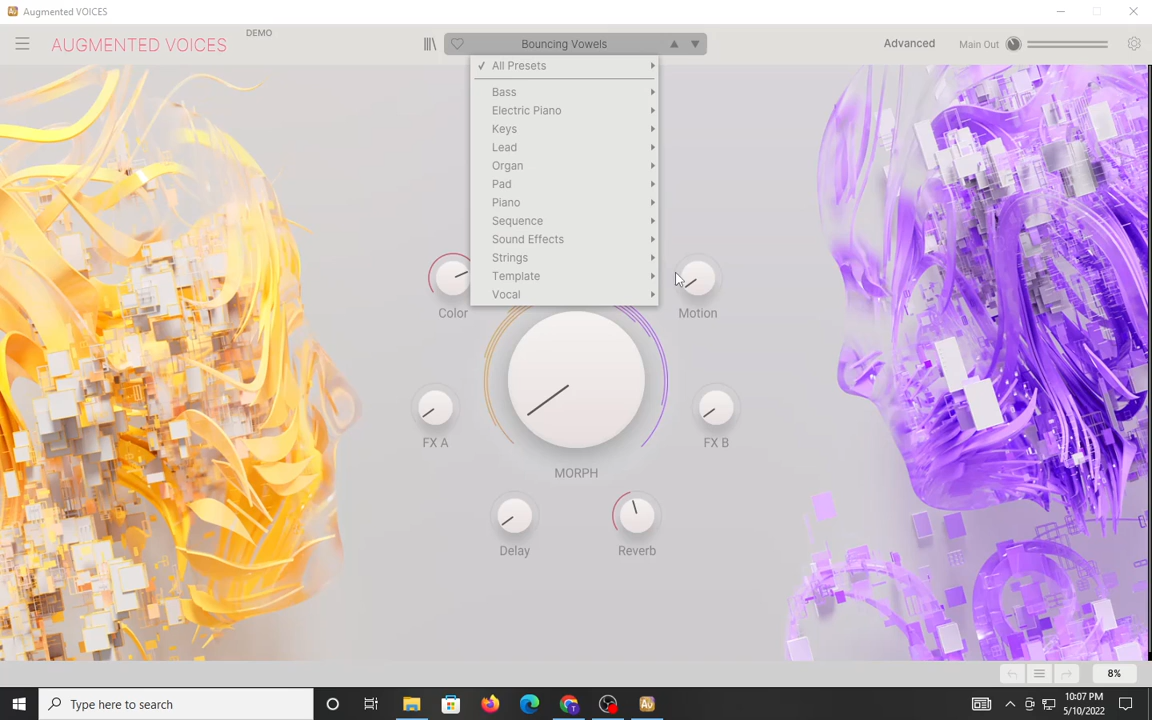 Augmented VOICES
AUGMENTED VOICES
DEMO
Bouncing Vowels
Advanced
Main Out
✓ All Presets
Bass
Electric Piano
Keys
Lead
Organ
Pad
Piano
Sequence
Sound Effects
Strings
Template
Vocal
Color
Motion
FX A
FX B
MORPH
Delay
Reverb
8%
Type here to search
10:07 PM
5/10/2022